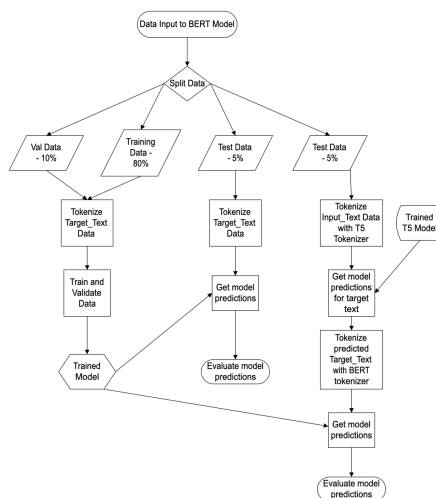 Data Input to BERT Model
Split Data
Val Data
- 10%
Training
Data -
80%
Test Data
- 5%
Test Data
- 5%
Tokenize
Target_Text
Data
Tokenize
Target_Text
Data
Tokenize
Input_Text Data
with T5
Tokenizer
Trained
T5 Model
Train and
Validate
Data
Get model
predictions
Get model
predictions
for target
text
Trained
Model
Evaluate model
predictions
Tokenize
predicted
Target_Text
with BERT
tokenizer
Get model
predictions
Evaluate model
predictions